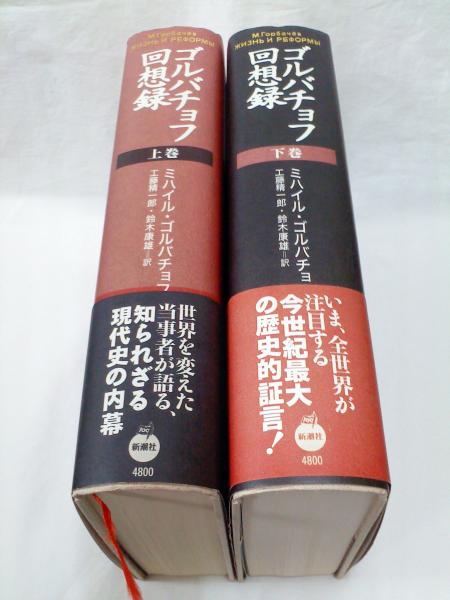 М.Горбачёв
ЖИЗНЬ И РЕФОРМЫ
ゴルバチョフ
回想録
上巻
ミハイル・ゴルバチョフ
工藤精一郎・鈴木康雄=訳
世界を変えた
当事者が語る、
知られざる
現代史の内幕
新潮社
4800
М.Горбачёв
ЖИЗНЬ И РЕФОРМЫ
ゴルバチョフ
回想録
下巻
ミハイル・ゴルバチョ
工藤精一郎・鈴木康雄=訳
いま、全世界が
注目する
今世紀最大
の歴史的証言!
新潮社
4800